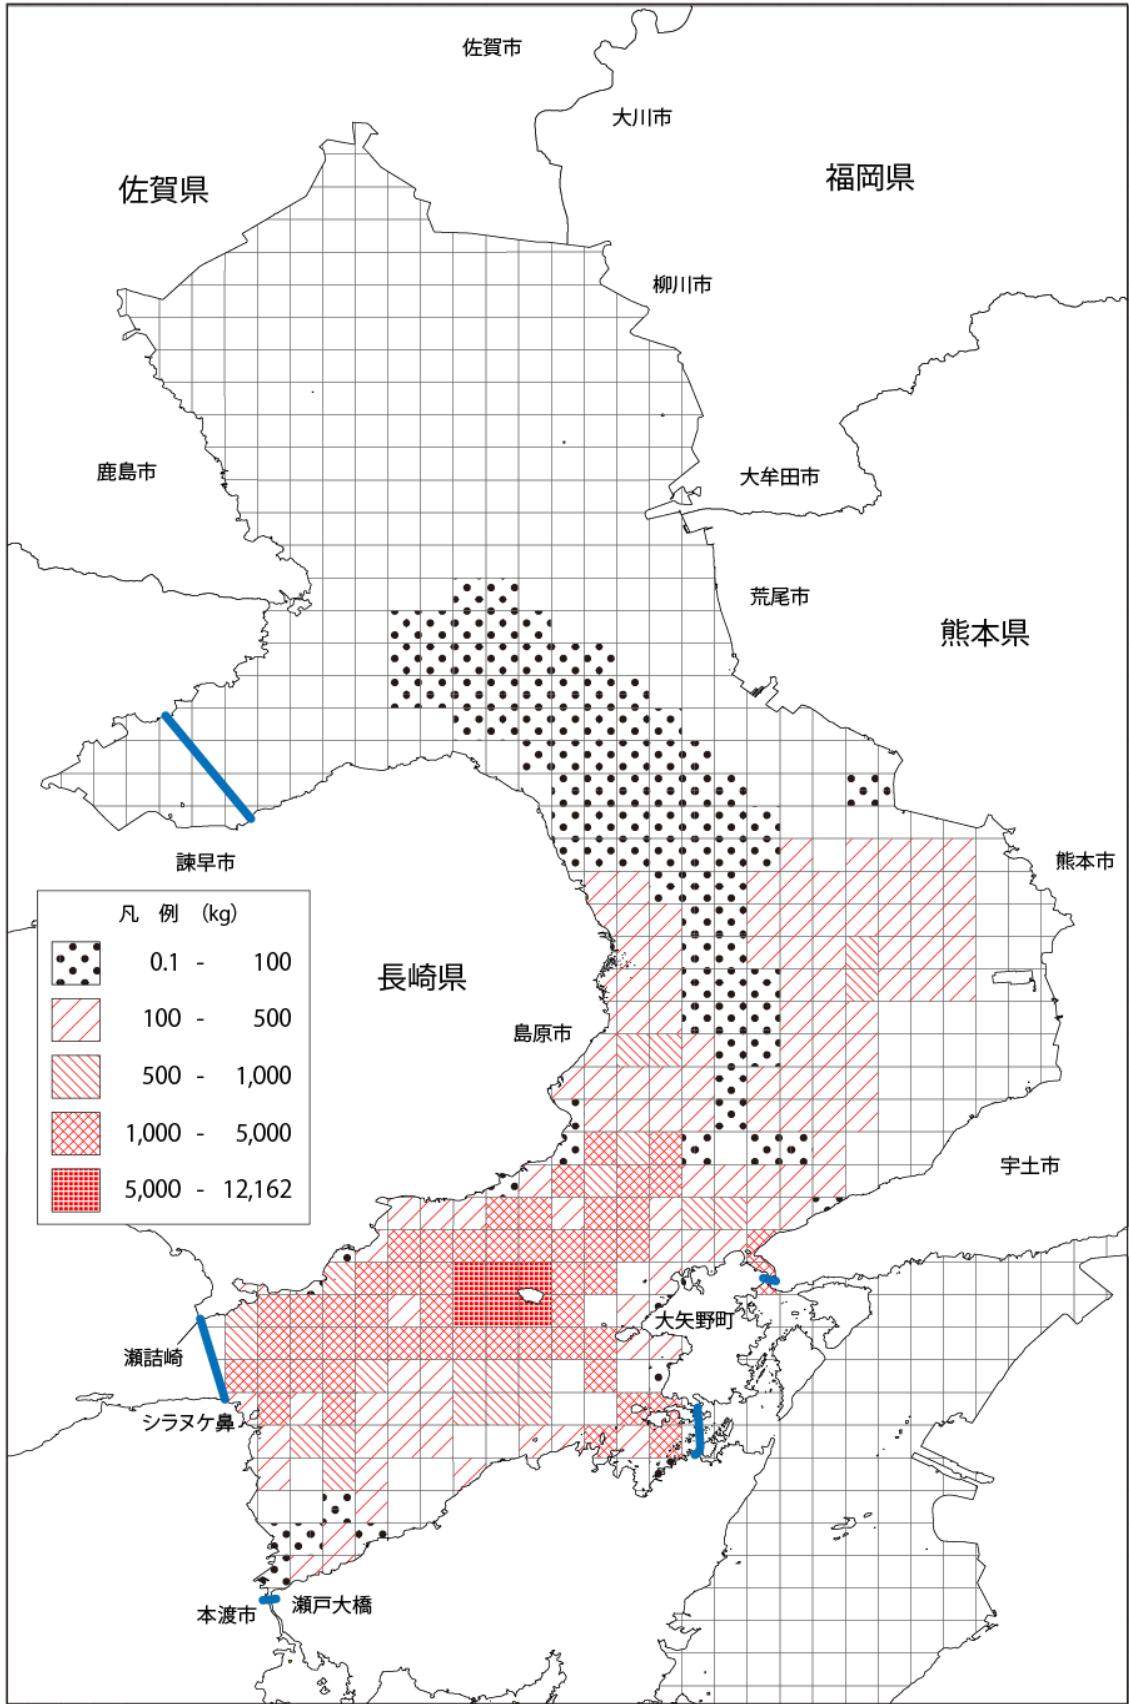 佐賀市
大川市
佐賀県
福岡県
柳川市
鹿島市
大牟田市
荒尾市
熊本県
諫早市
熊本市
凡 例 (kg)
0.1 - 100
100 - 500
500 - 1,000
1,000 - 5,000
5,000 - 12,162
長崎県
島原市
宇土市
大矢野町
瀬詰崎
シラヌケ鼻
本渡市
瀬戸大橋